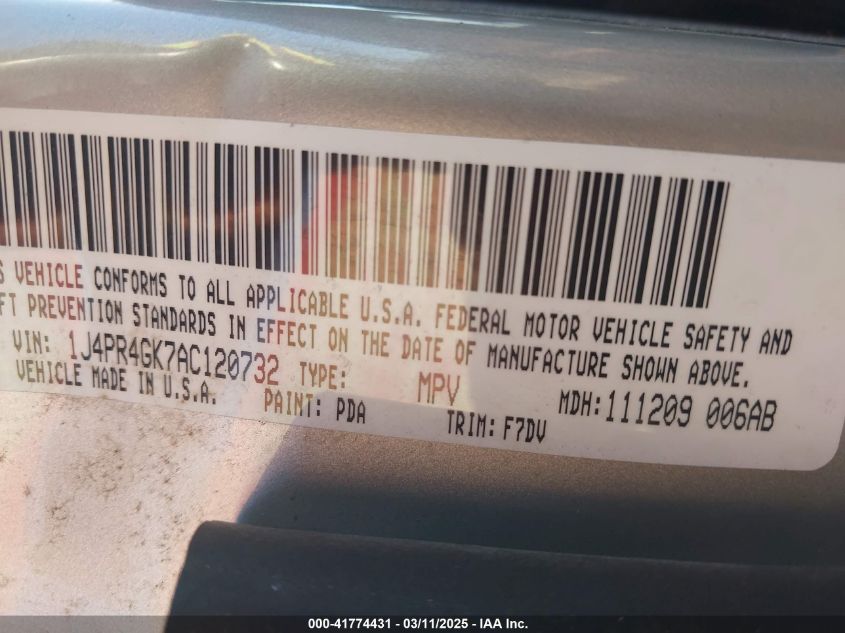 VEHICLE CONFORMS TO ALL APPLICABLE U.S.A. FEDERAL MOTOR VEHICLE SAFETY AND
PREVENTION STANDARDS IN EFFECT ON THE DATE OF MANUFACTURE SHOWN ABOVE.
VIN: 1J4PR4GK7AC120732 TYPE: MPV MDH: 111209 006AB
VEHICLE MADE IN U.S.A. PAINT: PDA TRIM: F7DV
000-41774431 - 03/11/2025 - IAA Inc.